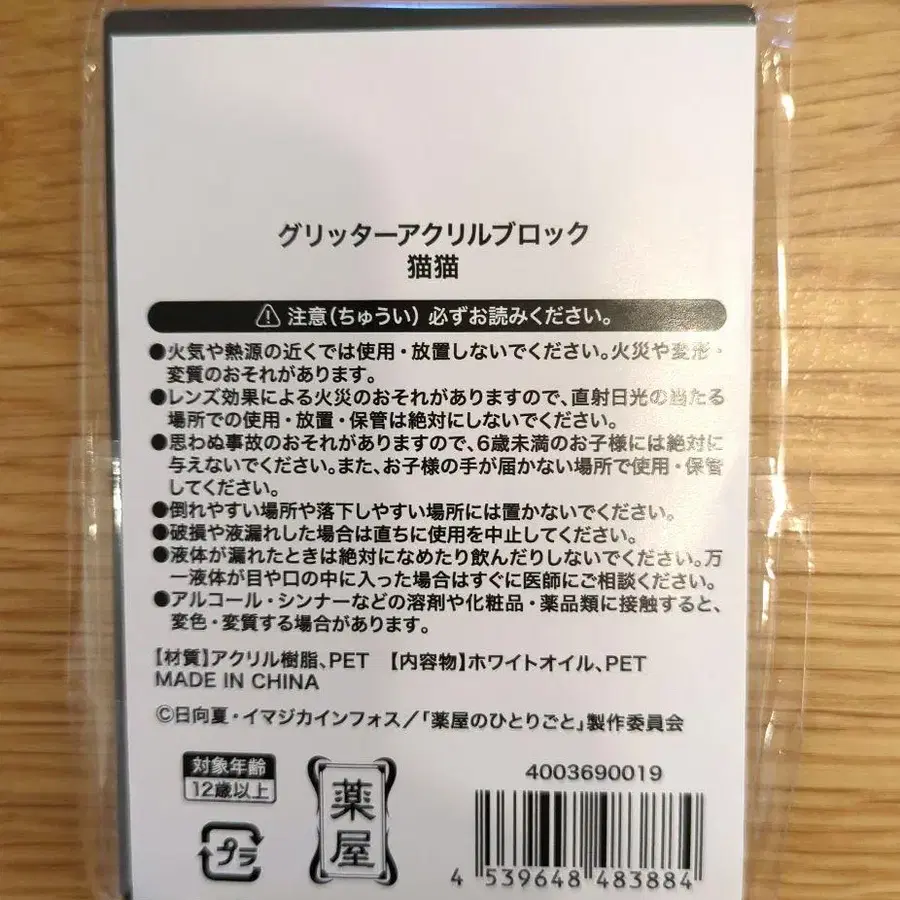 グリッターアクリルブロック
猫猫
注意(ちゅうい) 必ずお読みください。
●火気や熱源の近くでは使用・放置しないでください。火災や変形・
変質のおそれがあります。
●レンズ効果による火災のおそれがありますので、直射日光の当たる
場所での使用・放置・保管は絶対にしないでください。
●思わぬ事故のおそれがありますので、6歳未満のお子様には絶対に
与えないでください。また、お子様の手が届かない場所で使用・保管
してください。
●倒れやすい場所や落下しやすい場所には置かないでください。
●破損や液漏れした場合は直ちに使用を中止してください。
●液体が漏れたときは絶対になめたり飲んだりしないでください。万
一液体が目や口の中に入った場合はすぐに医師にご相談ください。
●アルコール・シンナーなどの溶剤や化粧品・薬品類に接触すると、
変色・変質する場合があります。
【材質】アクリル樹脂、PET 【内容物】ホワイトオイル、PET
MADE IN CHINA
©日向夏・イマジカインフォス/「薬屋のひとりごと」製作委員会
対象年齢
12歳以上
プラ
薬屋
4003690019
4 539648 483884